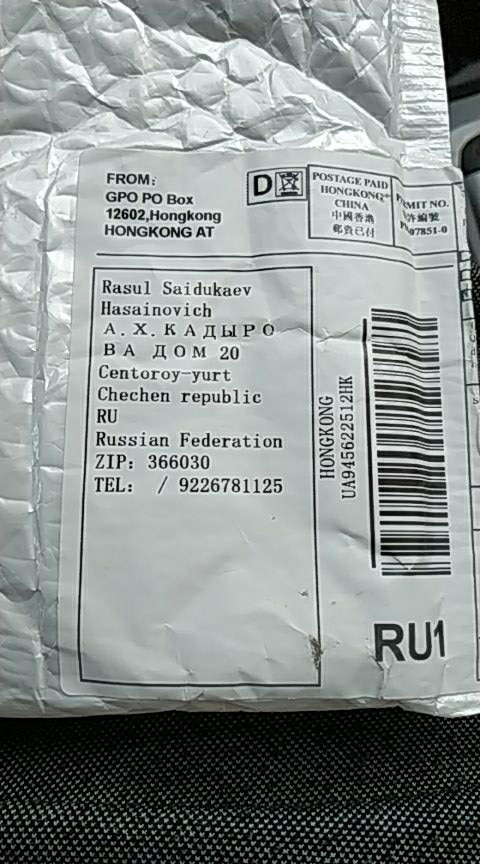 FROM:
GPO PO Box
12602,Hongkong
HONGKONG AT
D
POSTAGE PAID
HONGKONG
CHINA
中國香港
郵資已付
RMIT NO.
許編號
07851-0
Rasul Saidukaev
Hasainovich
А.Х.КАДЫРО
ВА ДОМ 20
Centoroy-yurt
Chechen republic
RU
Russian Federation
ZIP: 366030
TEL: / 9226781125
HONGKONG
UA945622512HK
RU1